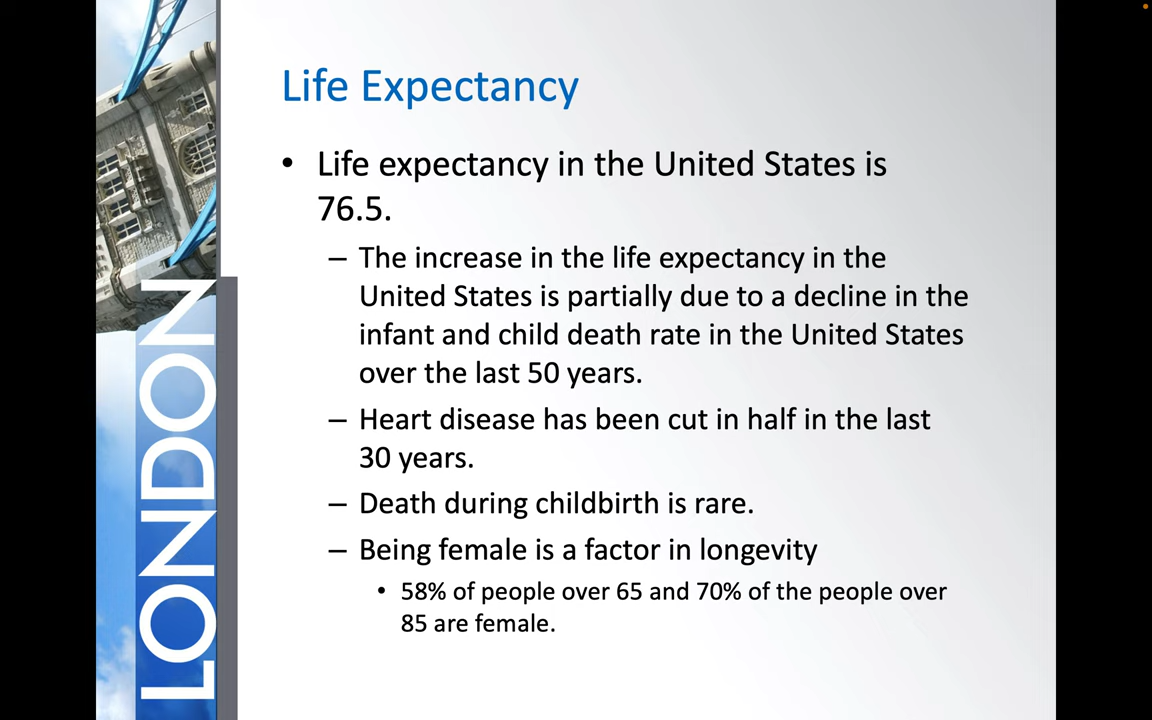 Life Expectancy
• Life expectancy in the United States is
76.5.
– The increase in the life expectancy in the
United States is partially due to a decline in the
infant and child death rate in the United States
over the last 50 years.
– Heart disease has been cut in half in the last
30 years.
– Death during childbirth is rare.
– Being female is a factor in longevity
• 58% of people over 65 and 70% of the people over
85 are female.
LONDON